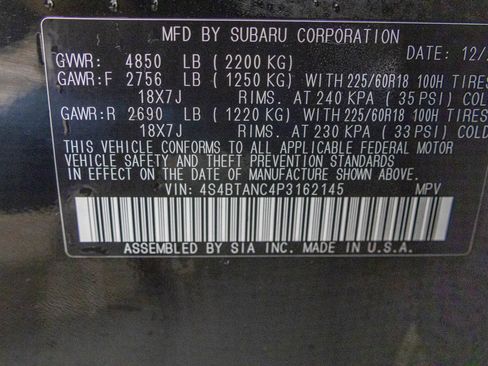 MFD BY SUBARU CORPORATION
DATE: 12/
GVWR: 4850 LB (2200 KG)
GAWR:F 2756 LB (1250 KG) WITH 225/60R18 100H TIRES
18X7J RIMS. AT 240 KPA (35 PSI) COL
GAWR:R 2690 LB (1220 KG) WITH 225/60R18 100H TIRES
18X7J RIMS. AT 230 KPA (33 PSI) COLD
THIS VEHICLE CONFORMS TO ALL APPLICABLE FEDERAL MOTOR
VEHICLE SAFETY AND THEFT PREVENTION STANDARDS
IN EFFECT ON THE DATE OF MANUFACTURE SHOWN ABOVE.
VIN: 4S4BTANC4P3162145 MPV
ASSEMBLED BY SIA INC. MADE IN U.S.A.